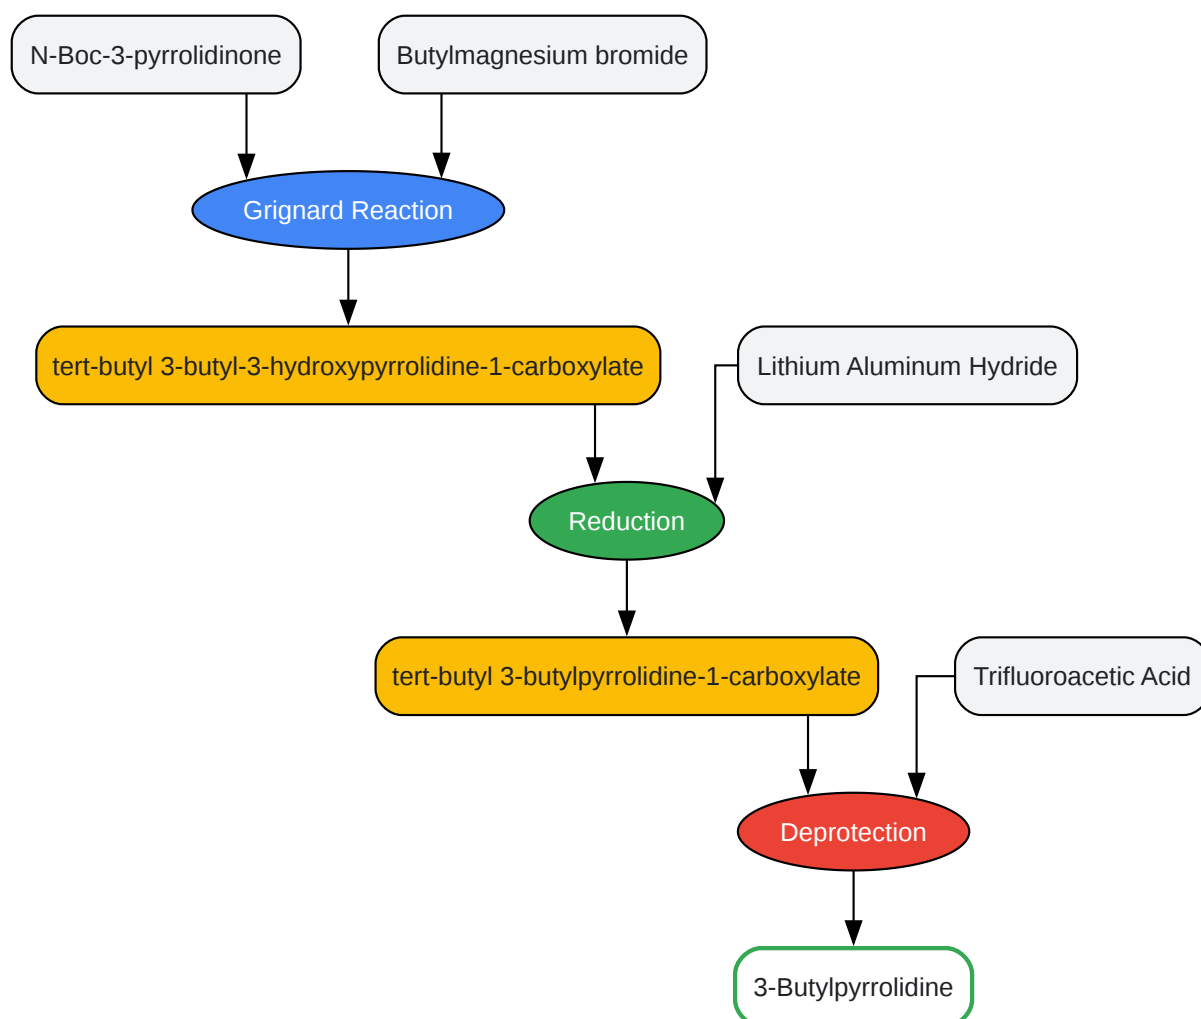 N-Boc-3-pyrrolidinone
Butylmagnesium bromide
Grignard Reaction
tert-butyl 3-butyl-3-hydroxypyrrolidine-1-carboxylate
Lithium Aluminum Hydride
Reduction
tert-butyl 3-butylpyrrolidine-1-carboxylate
Trifluoroacetic Acid
Deprotection
3-Butylpyrrolidine